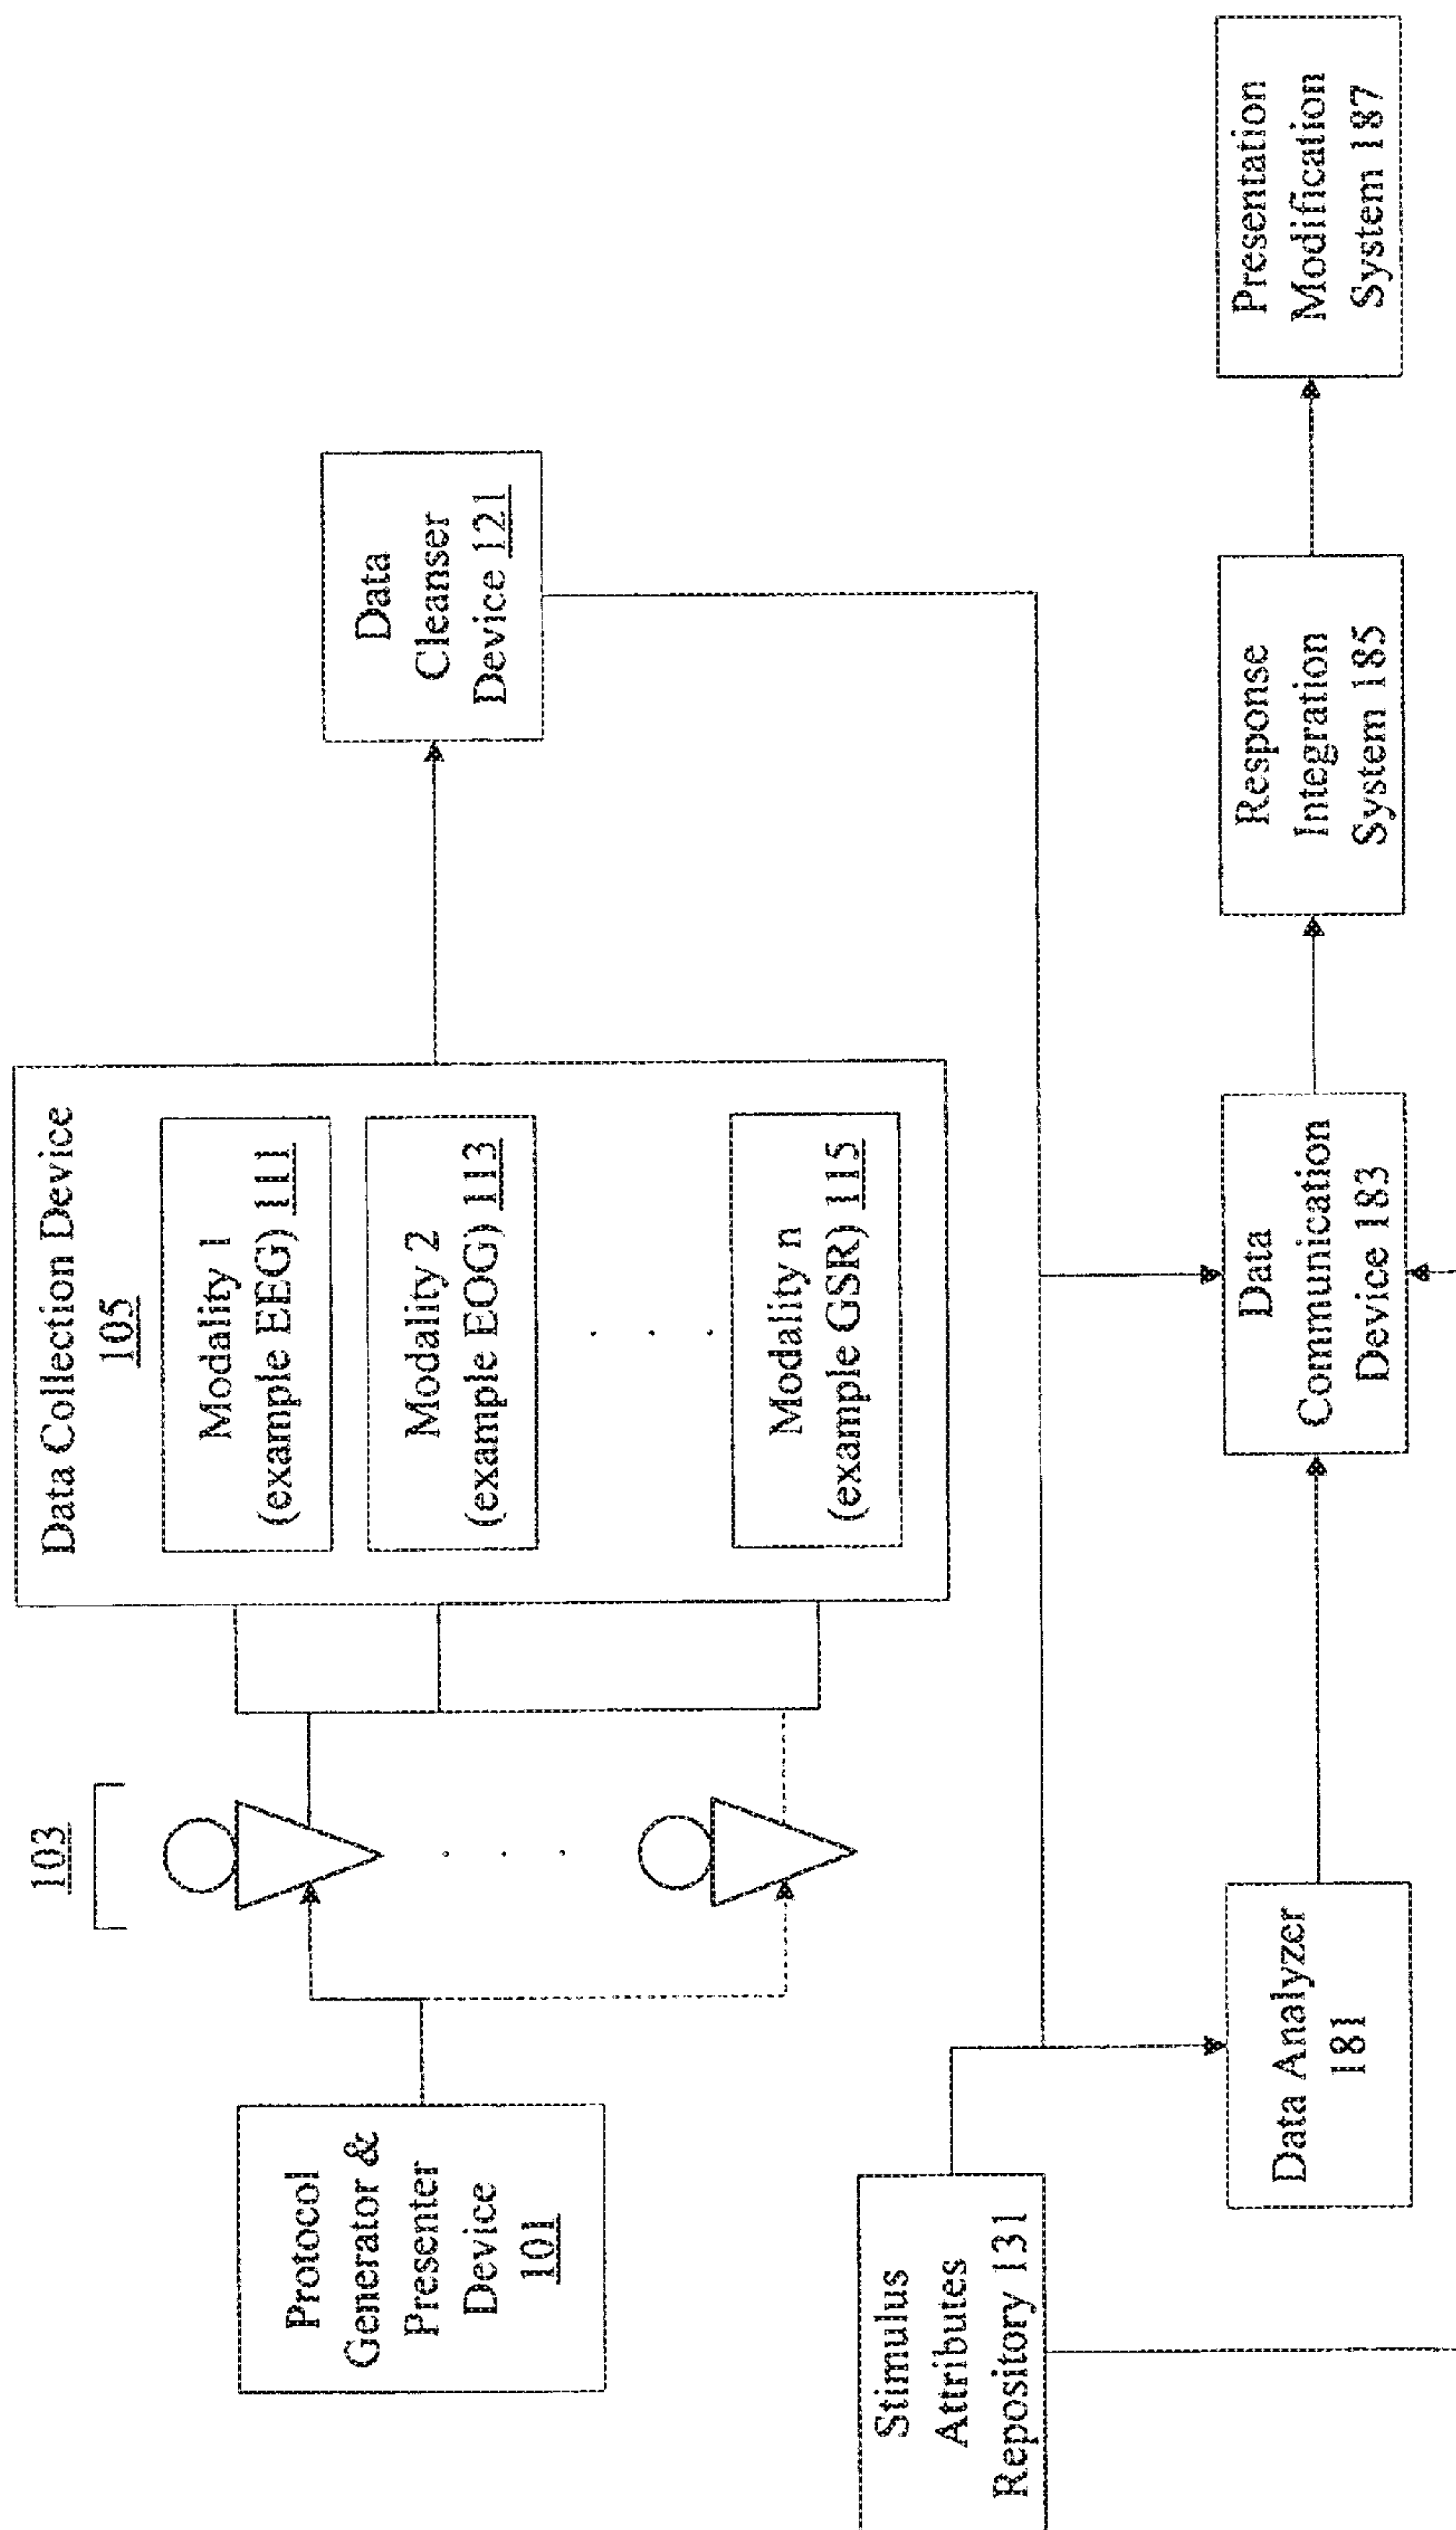 Protocol
Generator &
Presenter
Device
101
103
Data Collection Device
105
Modality 1
(example EEG) 111
Modality 2
(example EOG) 113
. . .
Modality n
(example GSR) 115
. . .
Data
Cleanser
Device 121
Stimulus
Attributes
Repository 131
Data Analyzer
181
Data
Communication
Device 183
Response
Integration
System 185
Presentation
Modification
System 187